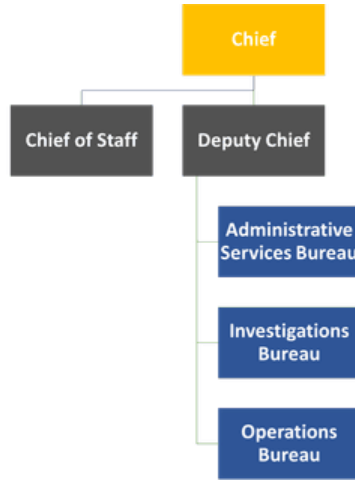 Chief
Chief of Staff
Deputy Chief
Administrative
Services Bureau
Investigations
Bureau
Operations
Bureau